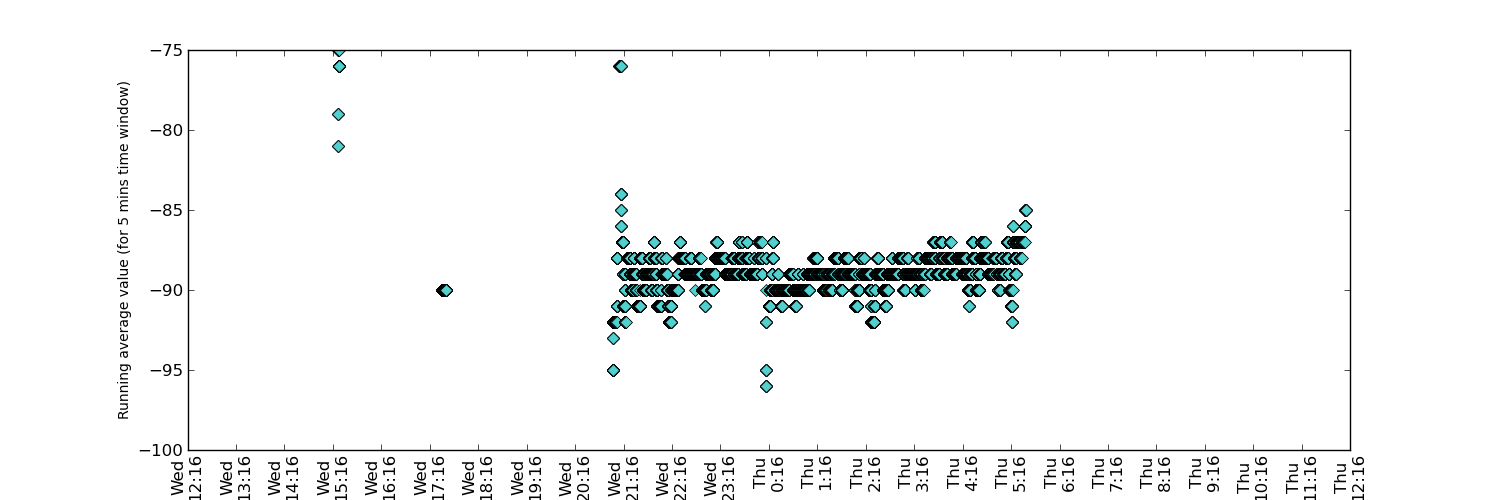 Running average value (for 5 mins time window)
−75
−80
−85
−90
−95
−100
Wed
12:16
Wed
13:16
Wed
14:16
Wed
15:16
Wed
16:16
Wed
17:16
Wed
18:16
Wed
19:16
Wed
20:16
Wed
21:16
Wed
22:16
Wed
23:16
Thu
0:16
Thu
1:16
Thu
2:16
Thu
3:16
Thu
4:16
Thu
5:16
Thu
6:16
Thu
7:16
Thu
8:16
Thu
9:16
Thu
10:16
Thu
11:16
Thu
12:16